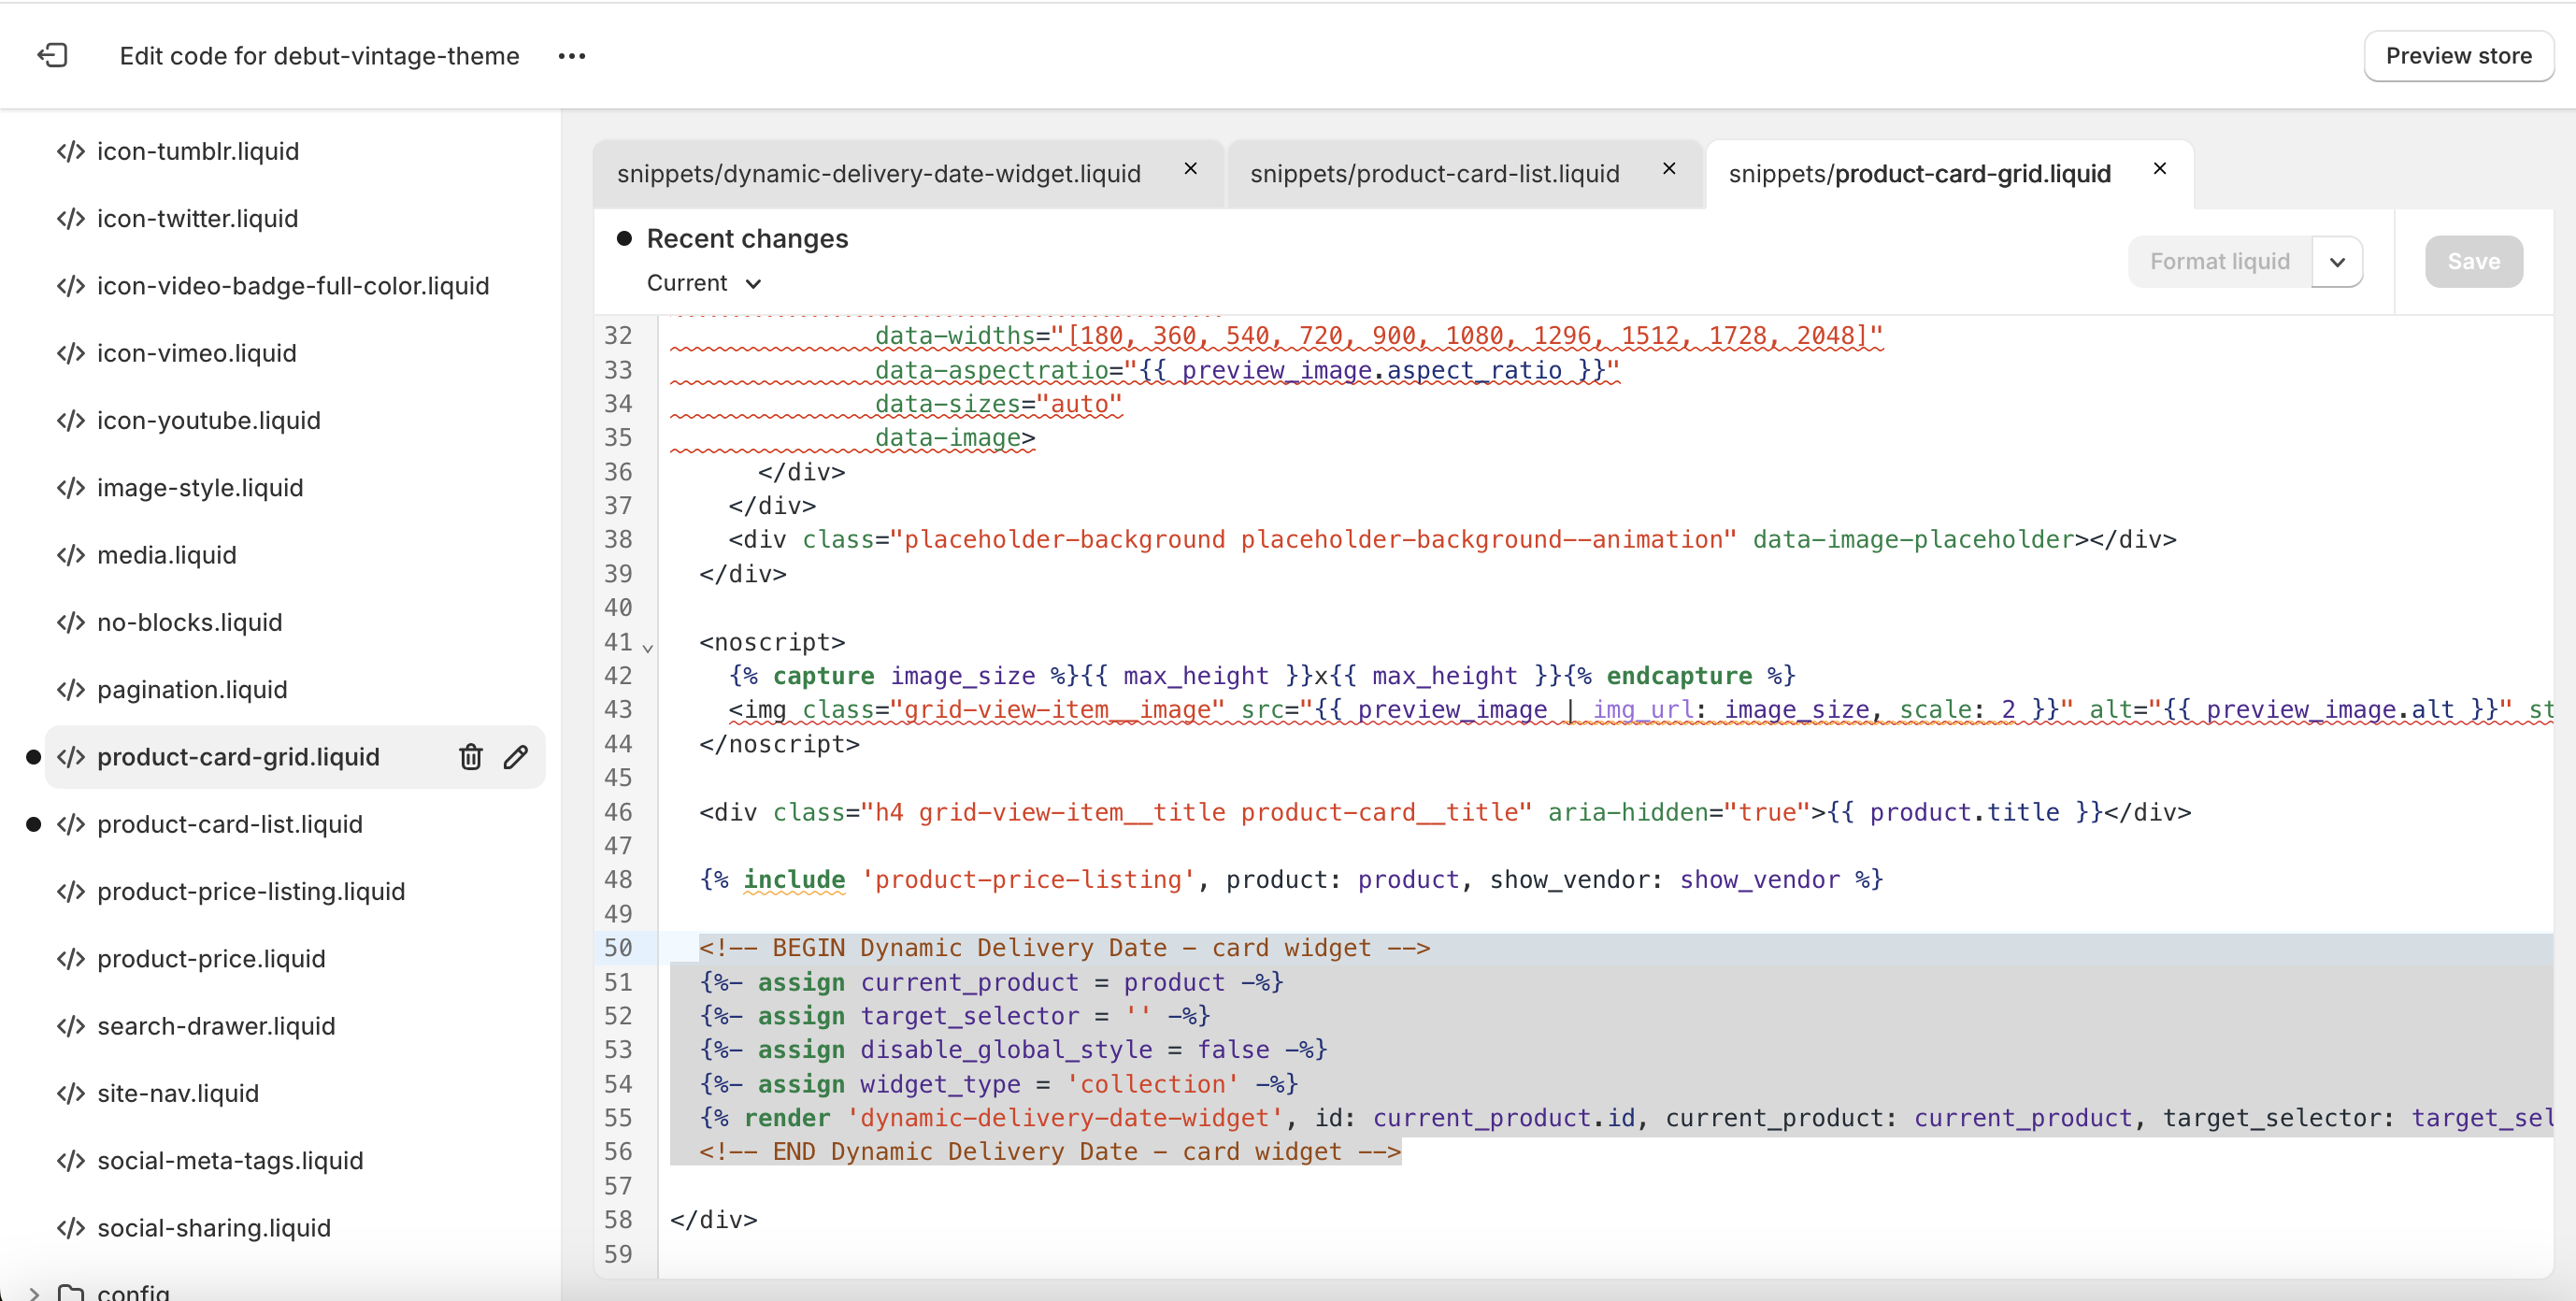 Edit code for debut-vintage-theme
Preview store
icon-tumblr.liquid
icon-twitter.liquid
icon-video-badge-full-color.liquid
icon-vimeo.liquid
icon-youtube.liquid
image-style.liquid
media.liquid
no-blocks.liquid
pagination.liquid
product-card-grid.liquid
product-card-list.liquid
product-price-listing.liquid
product-price.liquid
search-drawer.liquid
site-nav.liquid
social-meta-tags.liquid
social-sharing.liquid
config
snippets/dynamic-delivery-date-widget.liquid
snippets/product-card-list.liquid
snippets/product-card-grid.liquid
Recent changes
Current
Format liquid
Save
32 data-widths="[180, 360, 540, 720, 900, 1080, 1296, 1512, 1728, 2048]"
33 data-aspectratio="{{ preview_image.aspect_ratio }}"
34 data-sizes="auto"
35 data-image>
36 </div>
37 </div>
38 <div class="placeholder-background placeholder-background--animation" data-image-placeholder></div>
39 </div>
40
41 <noscript>
42 {% capture image_size %}{{ max_height }}x{{ max_height }}{% endcapture %}
43 <img class="grid-view-item__image" src="{{ preview_image | img_url: image_size, scale: 2 }}" alt="{{ preview_image.alt }}" st
44 </noscript>
45
46 <div class="h4 grid-view-item__title product-card__title" aria-hidden="true">{{ product.title }}</div>
47
48 {% include 'product-price-listing', product: product, show_vendor: show_vendor %}
49
50 <!-- BEGIN Dynamic Delivery Date - card widget -->
51 {%- assign current_product = product -%}
52 {%- assign target_selector = '' -%}
53 {%- assign disable_global_style = false -%}
54 {%- assign widget_type = 'collection' -%}
55 {% render 'dynamic-delivery-date-widget', id: current_product.id, current_product: current_product, target_selector: target_sel
56 <!-- END Dynamic Delivery Date - card widget -->
57
58 </div>
59